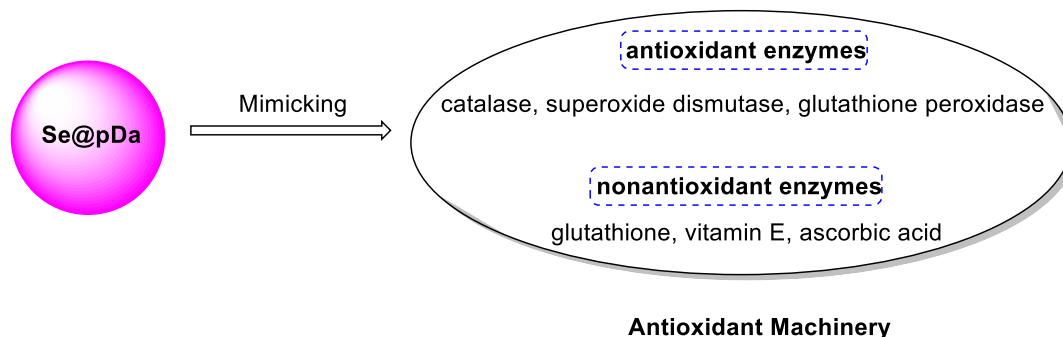 antioxidant enzymes
Mimicking
catalase, superoxide dismutase, glutathione peroxidase
Se@pDa
nonantioxidant enzymes
glutathione, vitamin E, ascorbic acid
Antioxidant Machinery